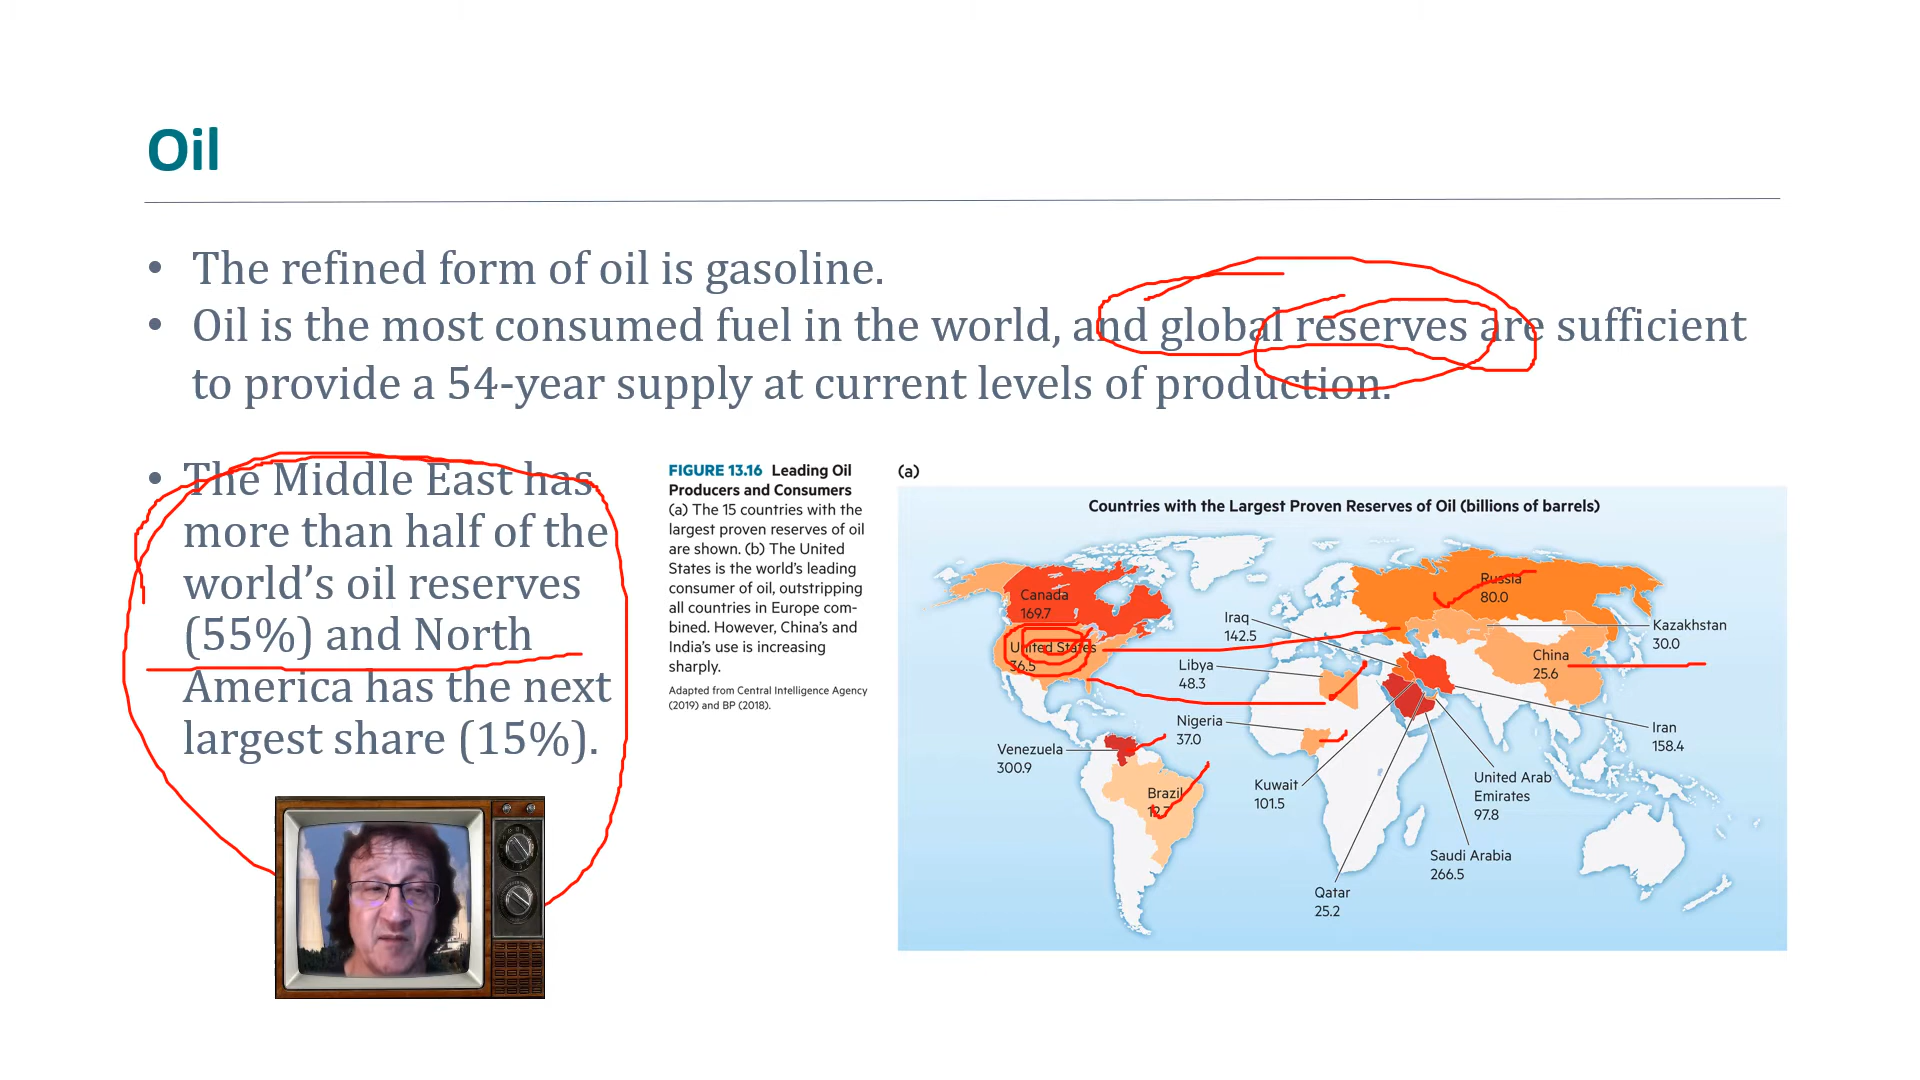 Oil
• The refined form of oil is gasoline.
• Oil is the most consumed fuel in the world, and global reserves are sufficient
to provide a 54-year supply at current levels of production.
• The Middle East has
more than half of the
world’s oil reserves
(55%) and North
America has the next
largest share (15%).
FIGURE 13.16 Leading Oil
Producers and Consumers
(a) The 15 countries with the
largest proven reserves of oil
are shown. (b) The United
States is the world’s leading
consumer of oil, outstripping
all countries in Europe com-
bined. However, China’s and
India’s use is increasing
sharply.
Adapted from Central Intelligence Agency
(2019) and BP (2018).
(a)
Countries with the Largest Proven Reserves of Oil (billions of barrels)
Canada
169.7
United States
36.5
Venezuela
300.9
Brazil
Iraq
142.5
Libya
48.3
Nigeria
37.0
Kuwait
101.5
Qatar
25.2
Russia
80.0
Kazakhstan
30.0
China
25.6
Iran
158.4
United Arab
Emirates
97.8
Saudi Arabia
266.5